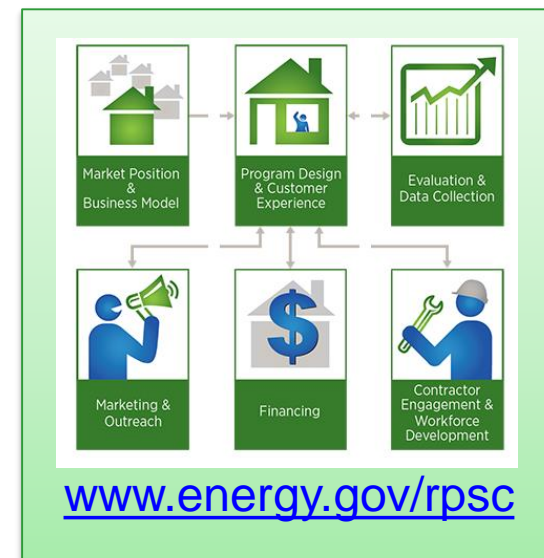 Market Position
&
Business Model
Program Design
& Customer
Experience
Evaluation &
Data Collection
Marketing &
Outreach
$
Financing
Contractor
Engagement &
Workforce
Development
www.energy.gov/rpsc